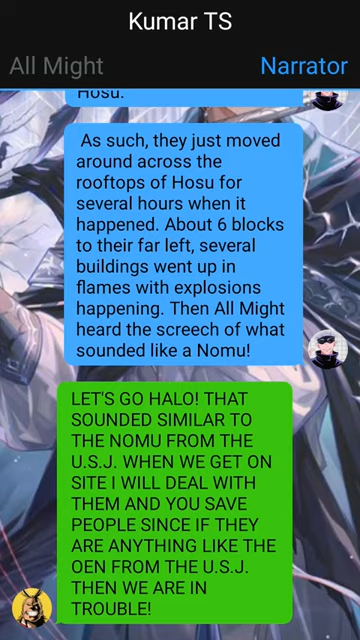 Kumar TS
All Might
Narrator
Hosu.
As such, they just moved
around across the
rooftops of Hosu for
several hours when it
happened. About 6 blocks
to their far left, several
buildings went up in
flames with explosions
happening. Then All Might
heard the screech of what
sounded like a Nomu!
LET'S GO HALO! THAT
SOUNDED SIMILAR TO
THE NOMU FROM THE
U.S.J. WHEN WE GET ON
SITE I WILL DEAL WITH
THEM AND YOU SAVE
PEOPLE SINCE IF THEY
ARE ANYTHING LIKE THE
OEN FROM THE U.S.J.
THEN WE ARE IN
TROUBLE!